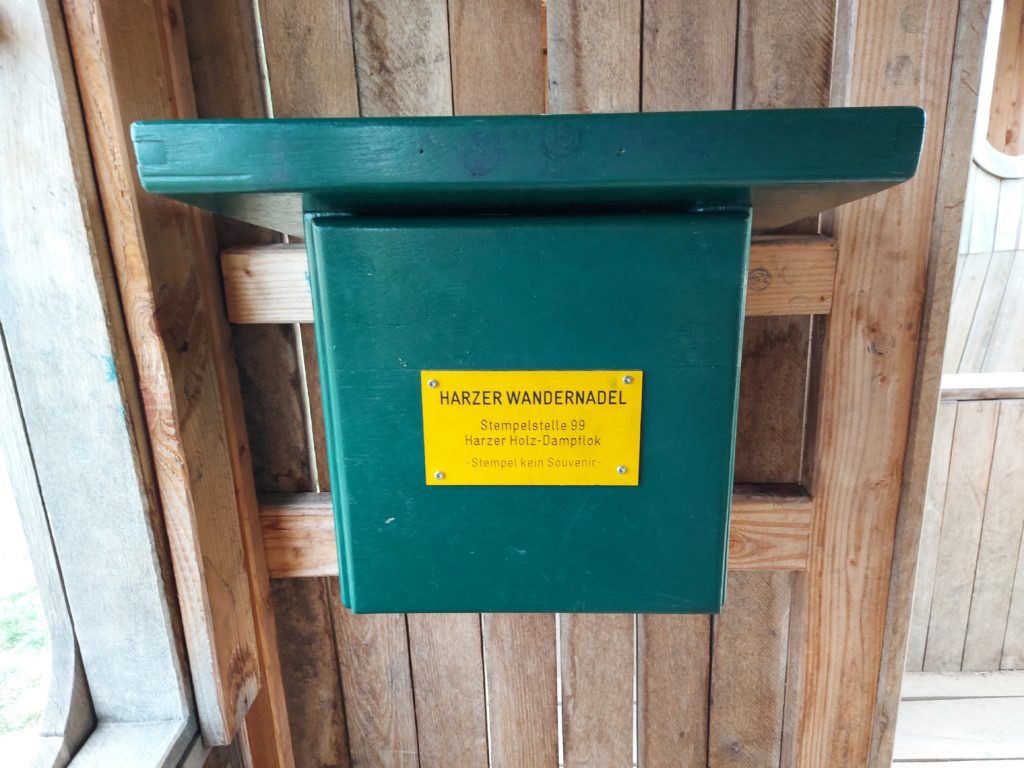 HARZER WANDERNADEL
Stempelstelle 99
Harzer Holz-Dampflok
-Stempel kein Souvenir-